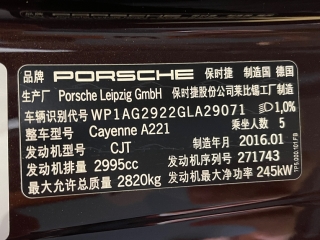 品牌 PORSCHE 保时捷 制造国 德国
生产厂 Porsche Leipzig GmbH 保时捷股份公司莱比锡工厂制造
车辆识别代号 WP1AG2922GLA29071 1,0%
整车型号 Cayenne A221 乘坐人数 5
发动机型号 CJT 制造年月 2016.01
发动机排量 2995cc 发动机序列号 271743
最大允许总质量 2820kg 发动机最大净功率 245kW